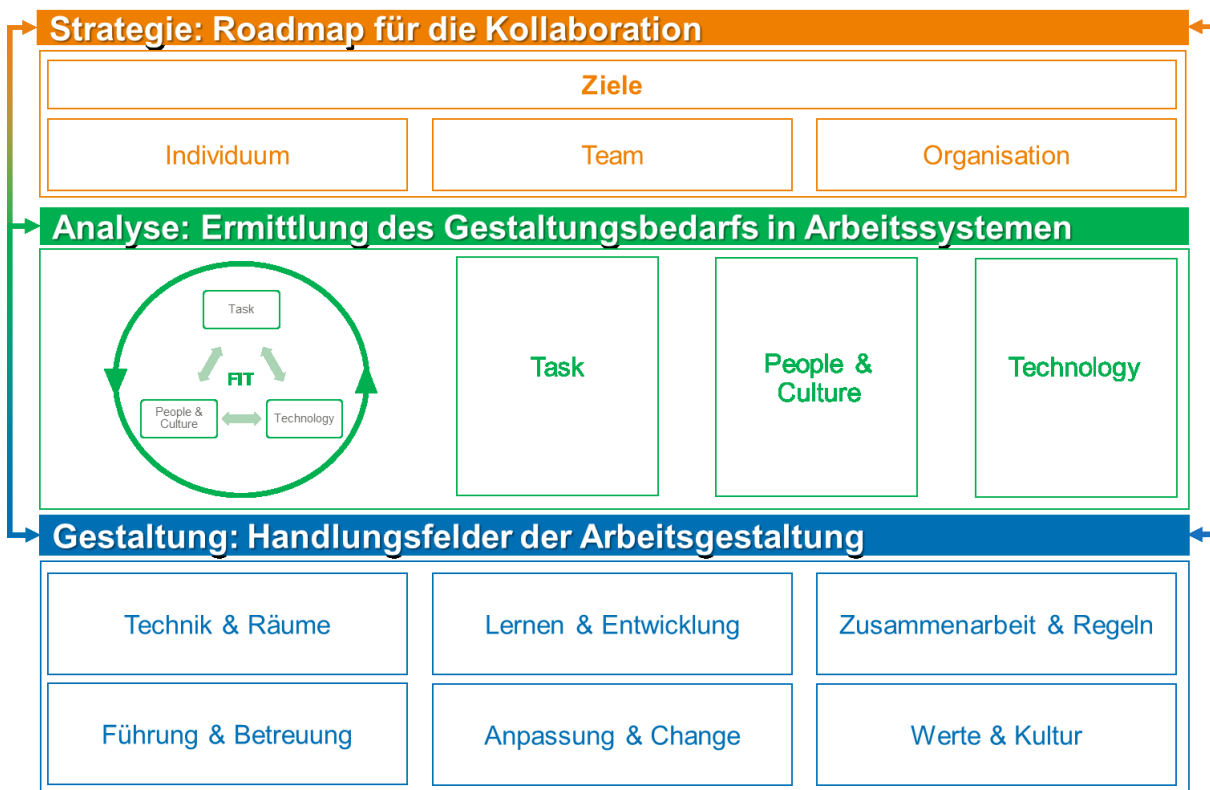 Strategie: Roadmap für die Kollaboration
Ziele
Individuum
Team
Organisation
Analyse: Ermittlung des Gestaltungsbedarfs in Arbeitssystemen
Task
FIT
People &
Culture
Technology
Task
People &
Culture
Technology
Gestaltung: Handlungsfelder der Arbeitsgestaltung
Technik & Räume
Lernen & Entwicklung
Zusammenarbeit & Regeln
Führung & Betreuung
Anpassung & Change
Werte & Kultur